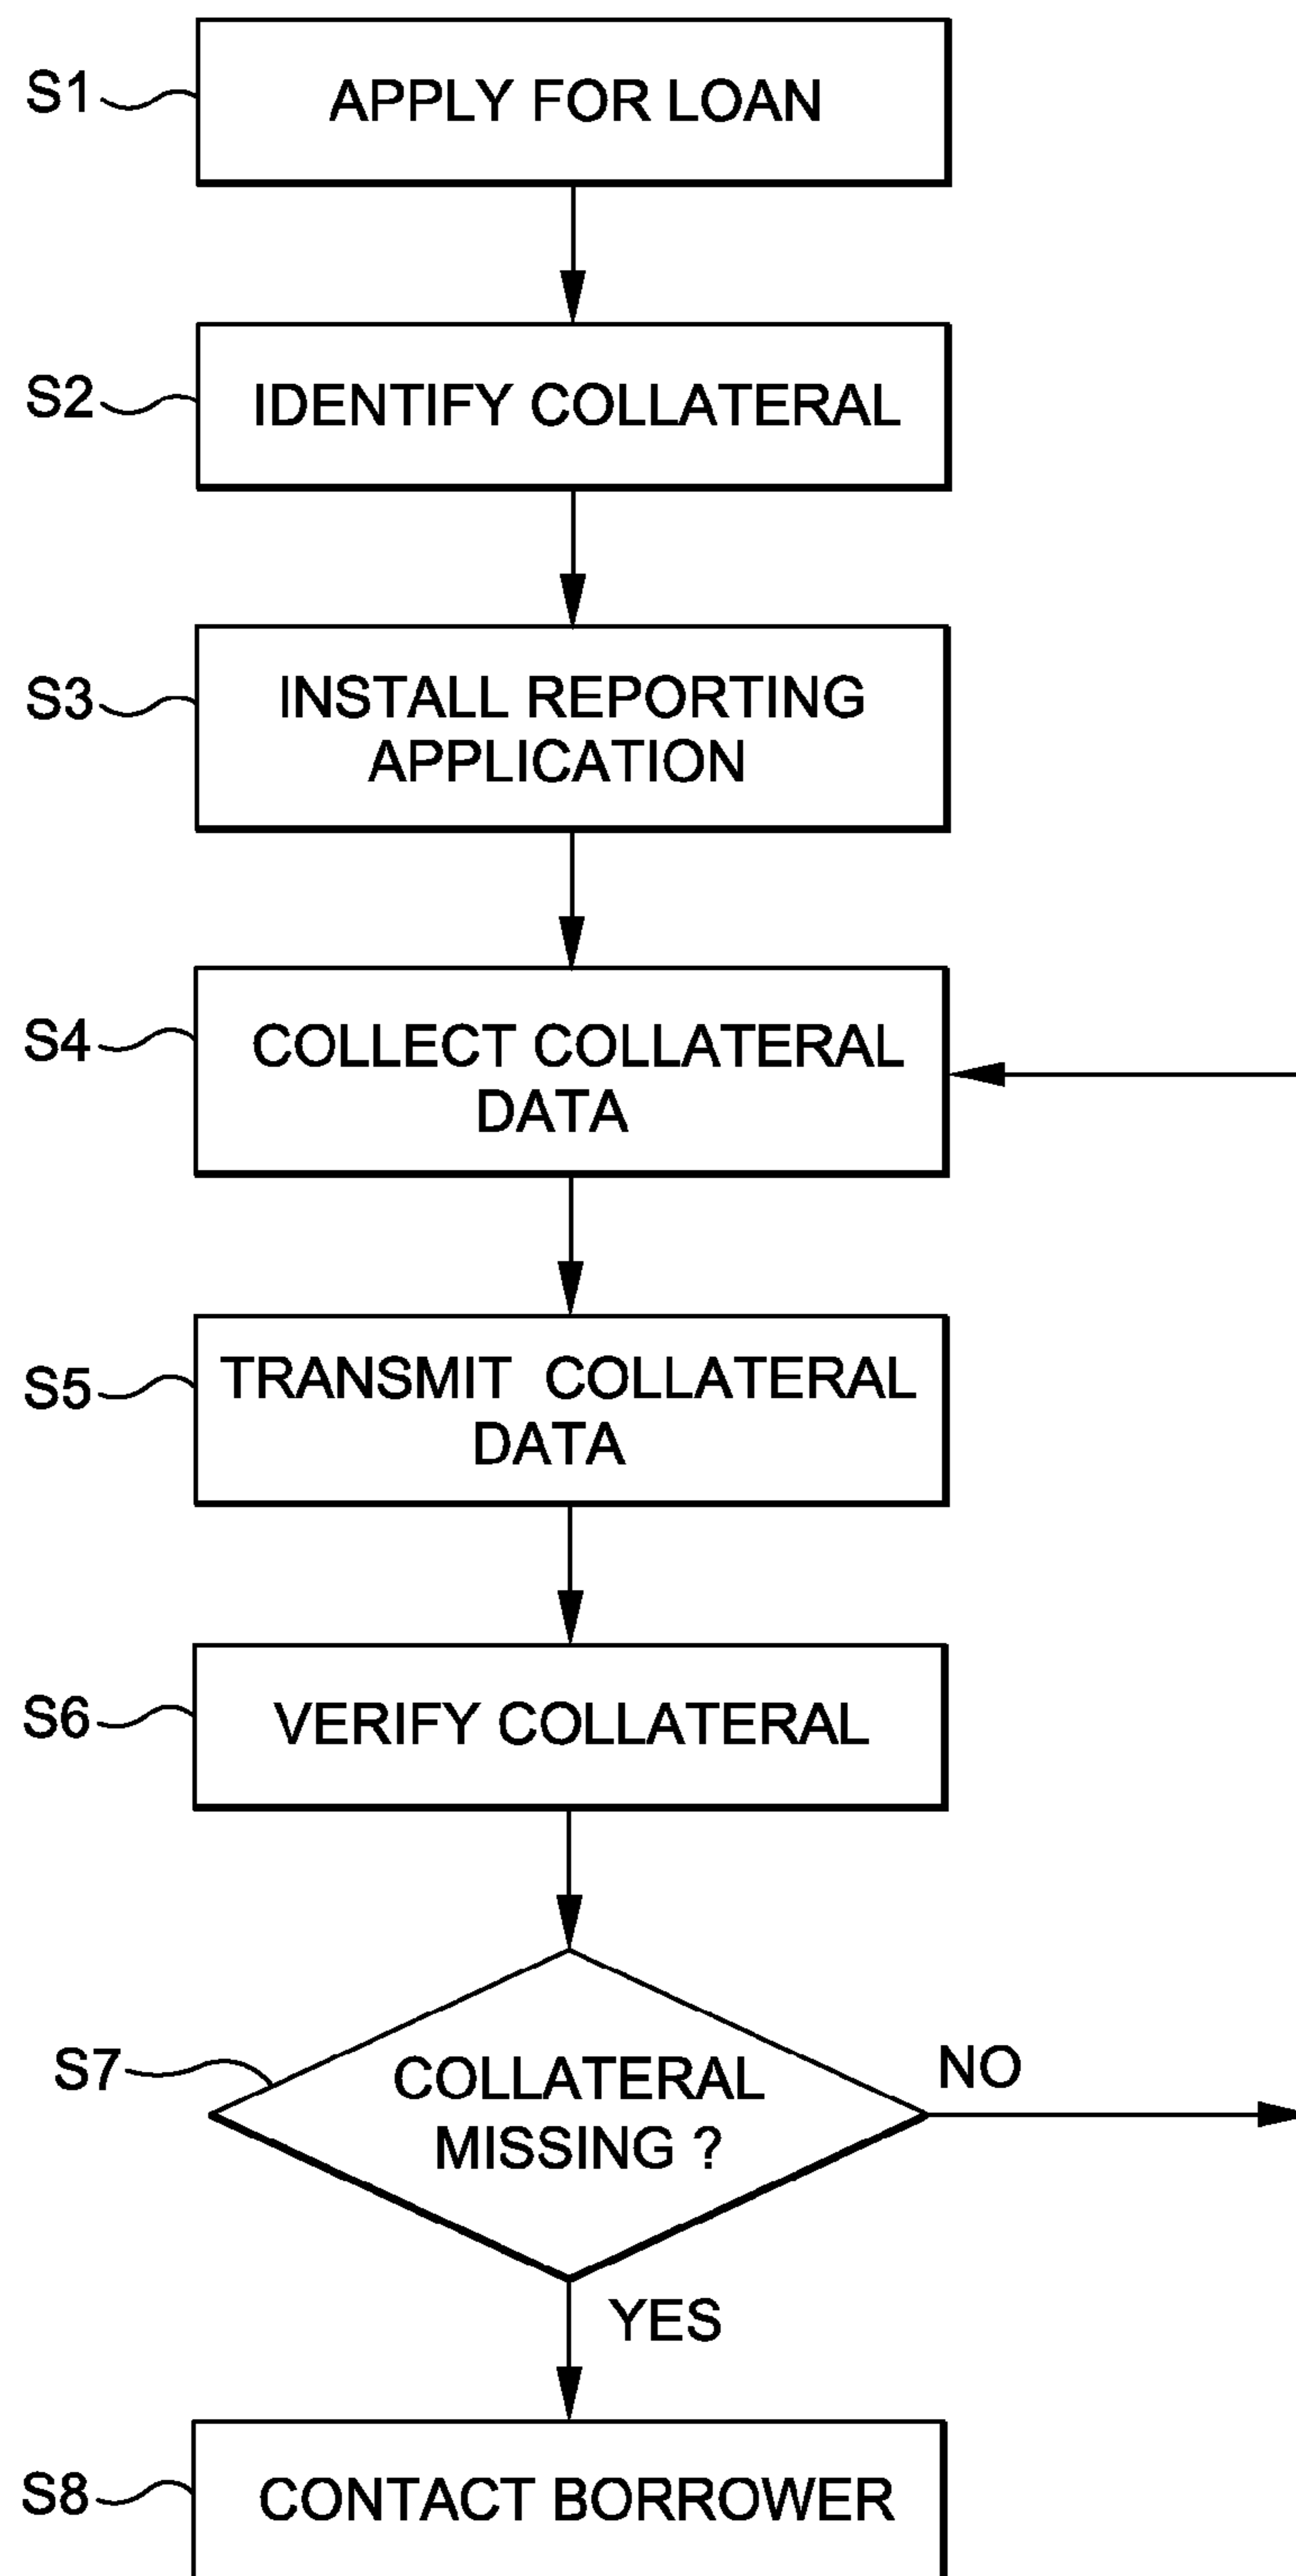 S1
APPLY FOR LOAN
S2
IDENTIFY COLLATERAL
S3
INSTALL REPORTING
APPLICATION
S4
COLLECT COLLATERAL
DATA
S5
TRANSMIT COLLATERAL
DATA
S6
VERIFY COLLATERAL
S7
COLLATERAL
MISSING ?
NO
YES
S8
CONTACT BORROWER